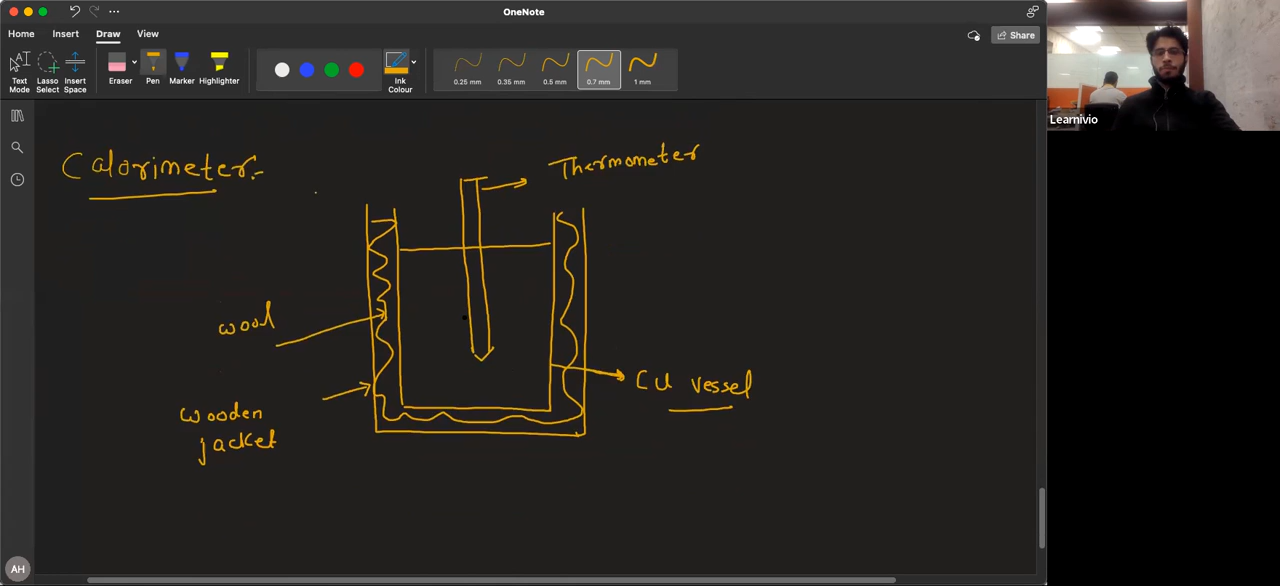 OneNote
Home Insert Draw View
Share
Text Mode
Lasso Select
Insert Space
Eraser
Pen
Marker
Highlighter
Ink Colour
0.25 mm
0.35 mm
0.5 mm
0.7 mm
1 mm
Learnivio
Calorimeter:-
Thermometer
wool
CU vessel
wooden
jacket
AH